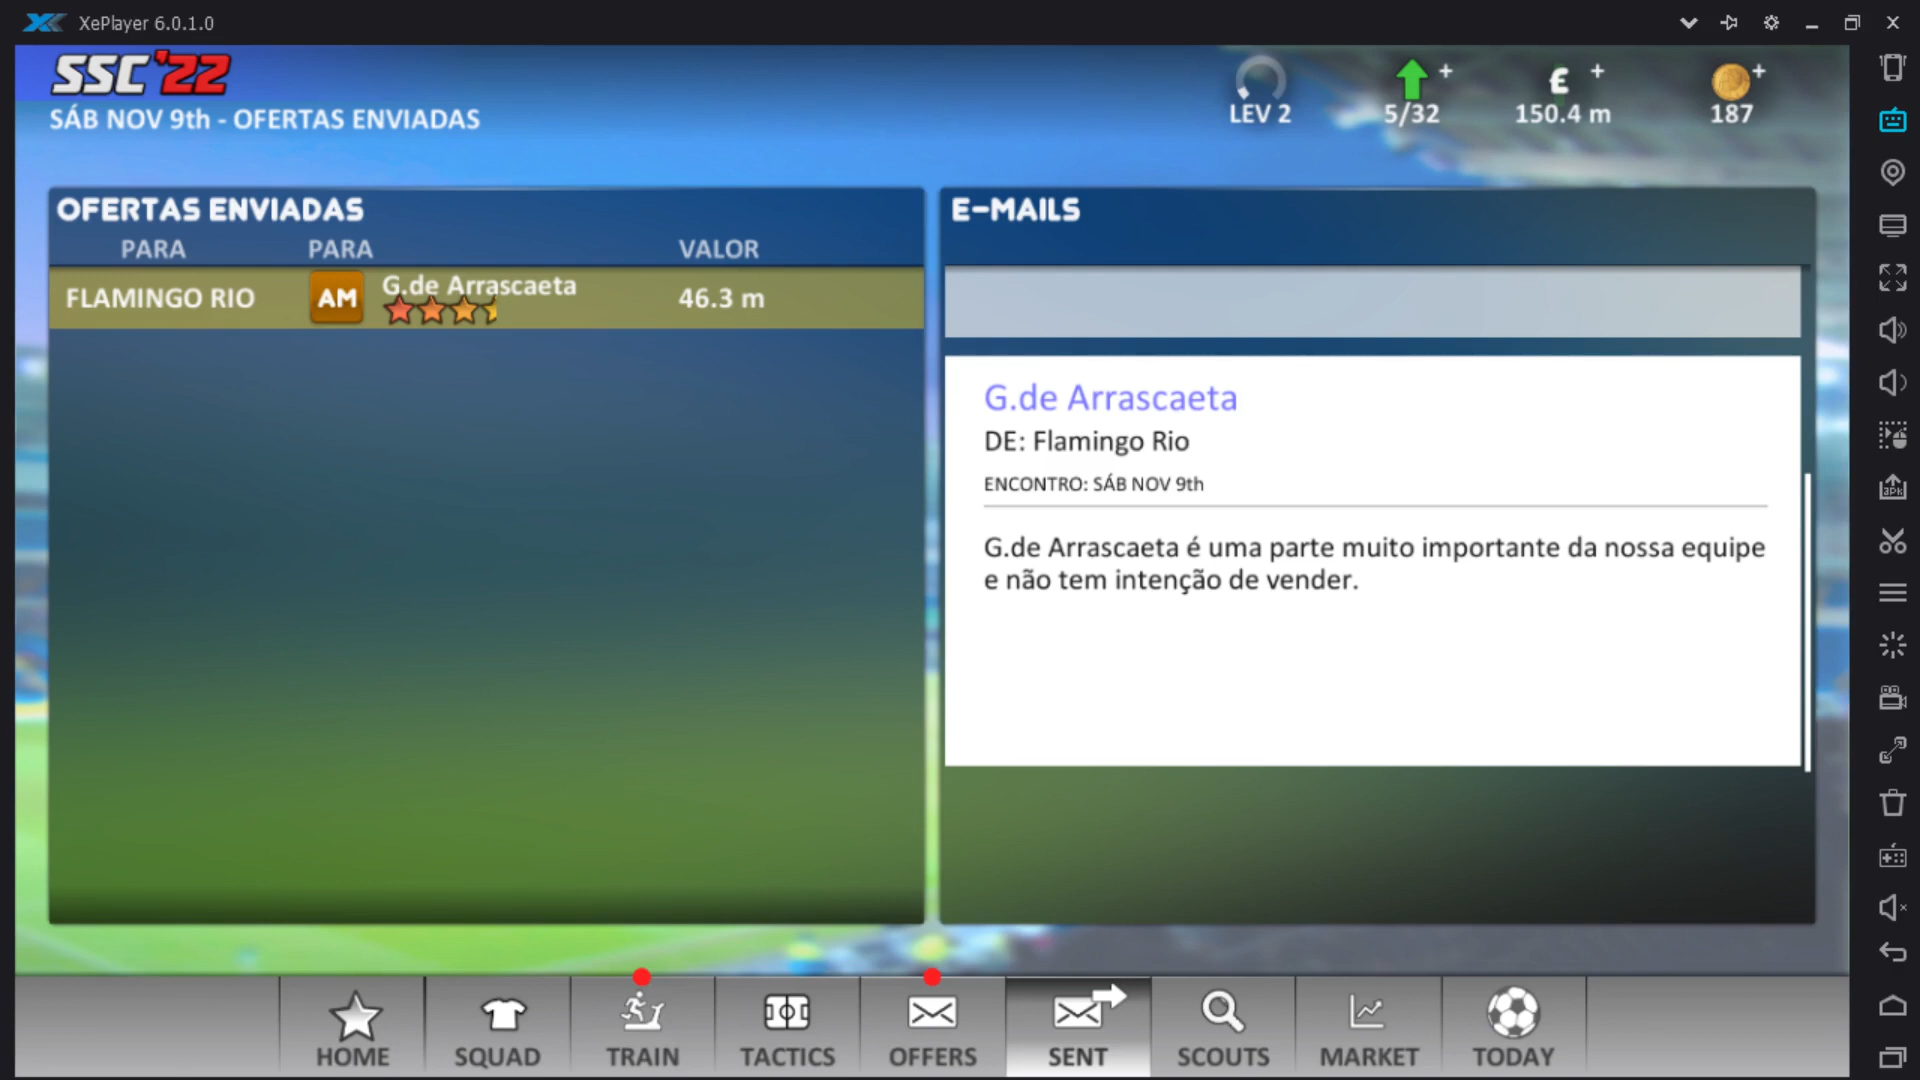 XePlayer 6.0.1.0
SSC '22
SÁB NOV 9th - OFERTAS ENVIADAS
LEV 2
5/32
£
150.4 m
187
OFERTAS ENVIADAS
PARA PARA VALOR
FLAMINGO RIO AM G.de Arrascaeta 46.3 m
E-MAILS
G.de Arrascaeta
DE: Flamingo Rio
ENCONTRO: SÁB NOV 9th
G.de Arrascaeta é uma parte muito importante da nossa equipe
e não tem intenção de vender.
HOME SQUAD TRAIN TACTICS OFFERS SENT SCOUTS MARKET TODAY